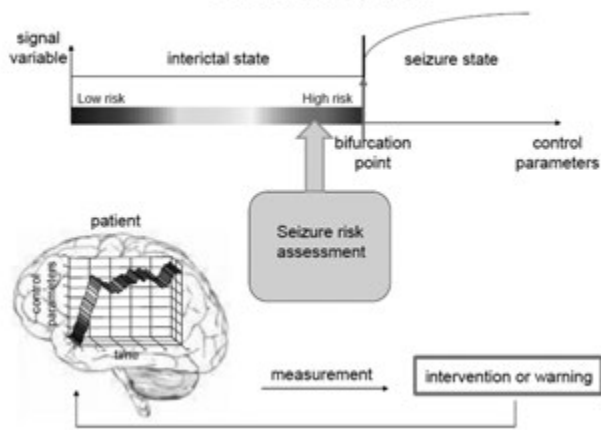 signal
variable
interictal state
seizure state
Low risk
High risk
bifurcation
point
control
parameters
Seizure risk
assessment
patient
control
parameters
time
measurement
intervention or warning